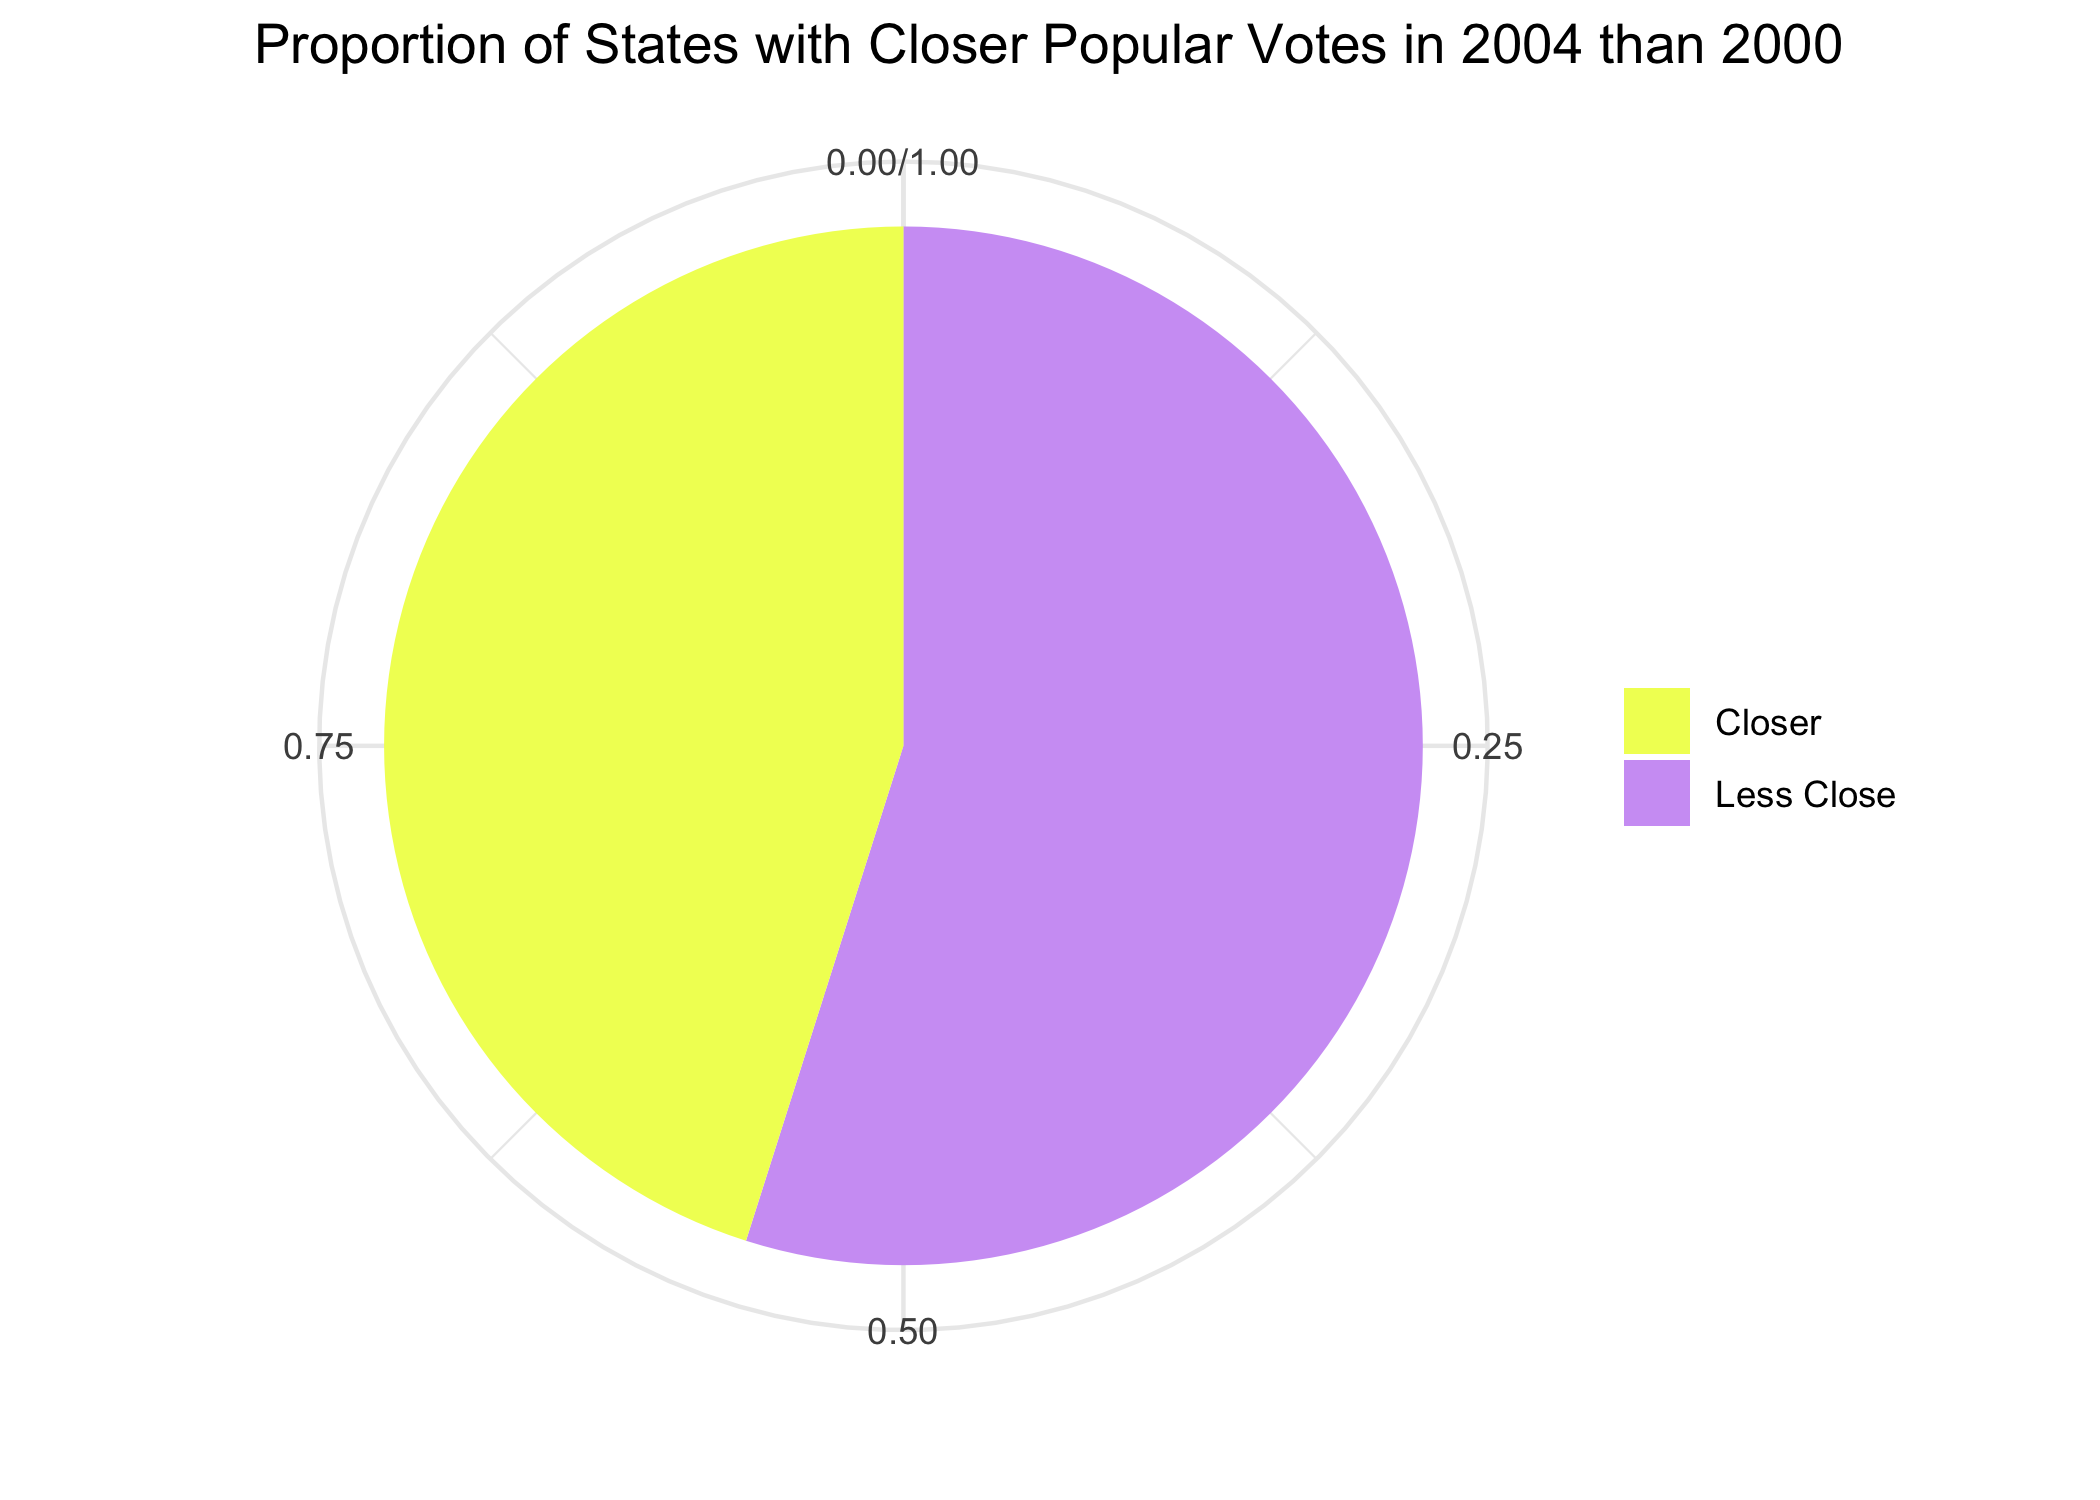 Proportion of States with Closer Popular Votes in 2004 than 2000
0.00/1.00
0.75
0.25
Closer
Less Close
0.50